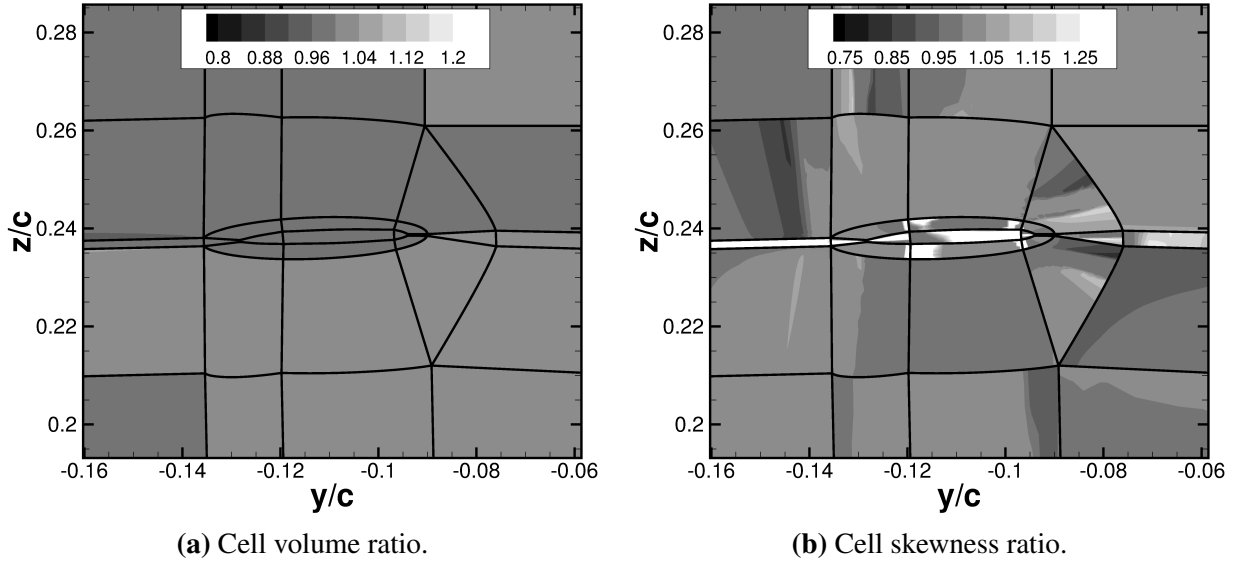 0.8 0.88 0.96 1.04 1.12 1.2
0.28
0.26
0.24
0.22
0.2
z/c
-0.16 -0.14 -0.12 -0.1 -0.08 -0.06
y/c
(a) Cell volume ratio.
0.75 0.85 0.95 1.05 1.15 1.25
0.28
0.26
0.24
0.22
0.2
z/c
-0.16 -0.14 -0.12 -0.1 -0.08 -0.06
y/c
(b) Cell skewness ratio.